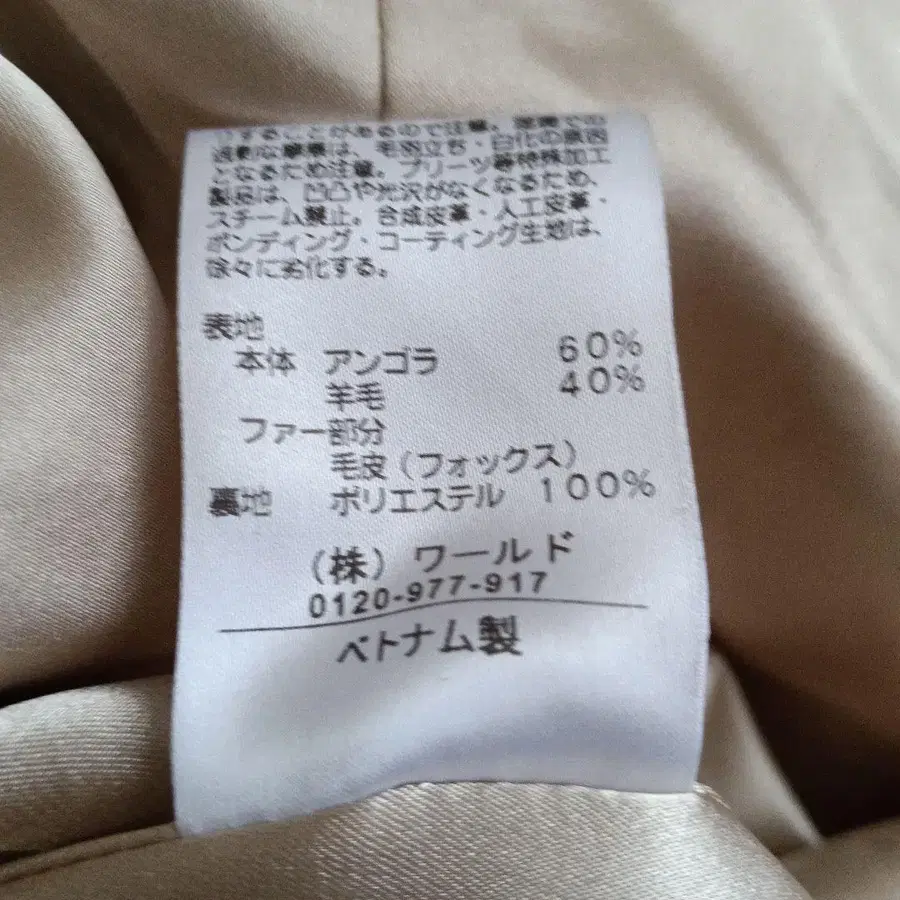 することがあるので注意。着用での
過剰な摩擦は、毛羽立ち・白化の原因
となるため注意。プリーツ等特殊加工
製品は、凹凸や光沢がなくなるため、
スチーム禁止。合成皮革・人工皮革・
ボンディング・コーティング生地は、
徐々に劣化する。
表地
本体 アンゴラ 60%
羊毛 40%
ファー部分
毛皮(フォックス)
裏地 ポリエステル 100%
(株)ワールド
0120-977-917
ベトナム製